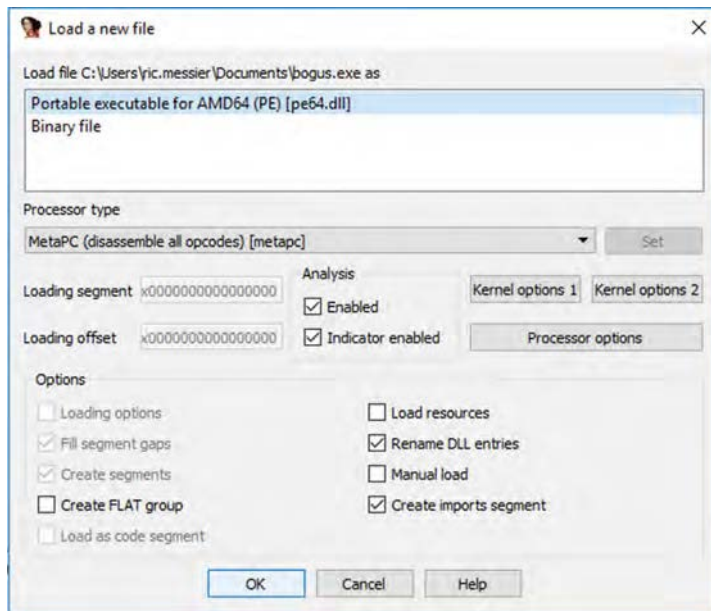 Load a new file
Load file C:\Users\ric.messier\Documents\bogus.exe as
Portable executable for AMD64 (PE) [pe64.dll]
Binary file
Processor type
MetaPC (disassemble all opcodes) [metapc]
Set
Analysis
Loading segment x0000000000000000
Enabled
Kernel options 1 Kernel options 2
Loading offset x0000000000000000
Indicator enabled
Processor options
Options
Loading options
Load resources
Fill segment gaps
Rename DLL entries
Create segments
Manual load
Create FLAT group
Create imports segment
Load as code segment
OK Cancel Help